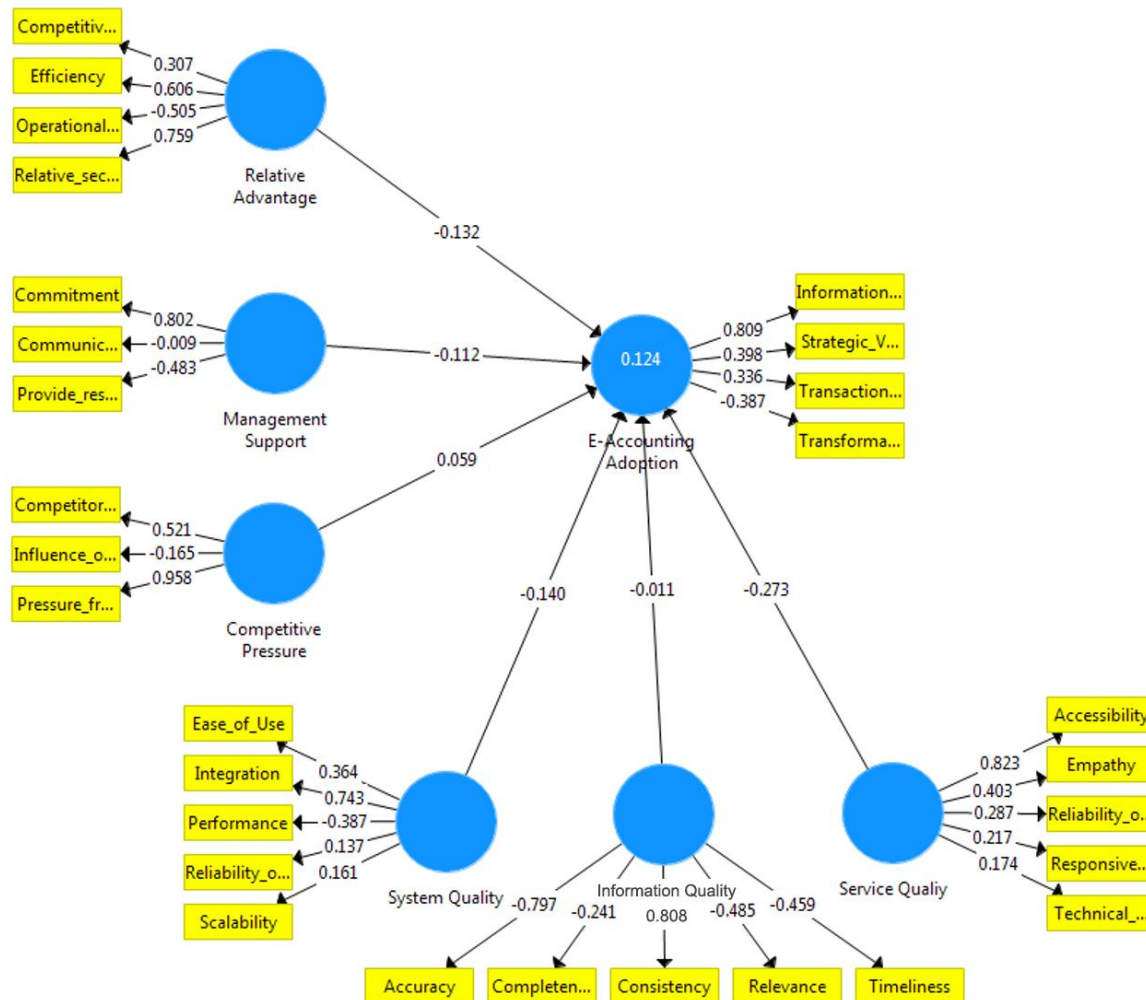 Competitiv...
0.307
Efficiency
0.606
Operational...
-0.505
Relative_sec...
0.759
Relative
Advantage
-0.132
Commitment
0.802
Communic...
-0.009
Provide_res...
-0.483
Management
Support
-0.112
Competitor...
0.521
Influence_o...
-0.165
Pressure_fr...
0.958
Competitive
Pressure
0.059
0.124
E-Accounting
Adoption
Information...
0.809
Strategic_V...
0.398
Transaction...
0.336
Transforma...
-0.387
-0.140
-0.011
-0.273
Ease_of_Use
0.364
Integration
0.743
Performance
-0.387
Reliability_o...
0.137
Scalability
0.161
System Quality
Information Quality
-0.797
-0.241
0.808
-0.485
-0.459
Accuracy
Completen...
Consistency
Relevance
Timeliness
Service Qualiy
Accessibility
0.823
Empathy
0.403
Reliability_o...
0.287
Responsive...
0.217
Technical_...
0.174